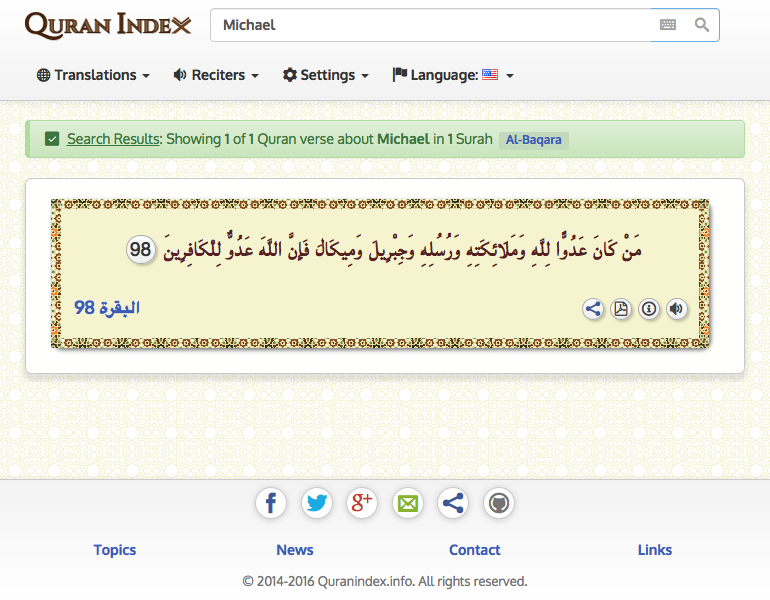 QURAN INDEX
Michael
Translations
Reciters
Settings
Language:
Search Results: Showing 1 of 1 Quran verse about Michael in 1 Surah Al-Baqara
مَنْ كَانَ عَدُوًّا لِلَّهِ وَمَلَائِكَتِهِ وَرُسُلِهِ وَجِبْرِيلَ وَمِيكَالَ فَإِنَّ اللَّهَ عَدُوٌّ لِلْكَافِرِينَ 98
البقرة 98
Topics
News
Contact
Links
© 2014-2016 Quranindex.info. All rights reserved.